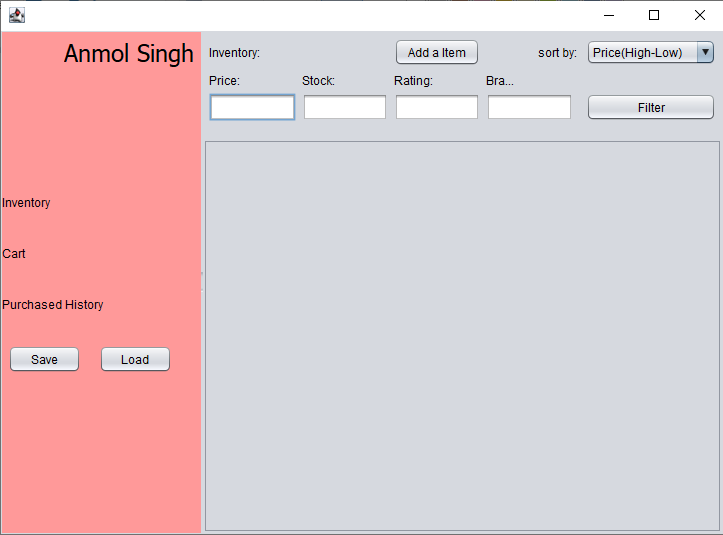 Anmol Singh
Inventory:
Add a Item
sort by:
Price(High-Low)
Price:
Stock:
Rating:
Bra...
Filter
Inventory
Cart
Purchased History
Save
Load